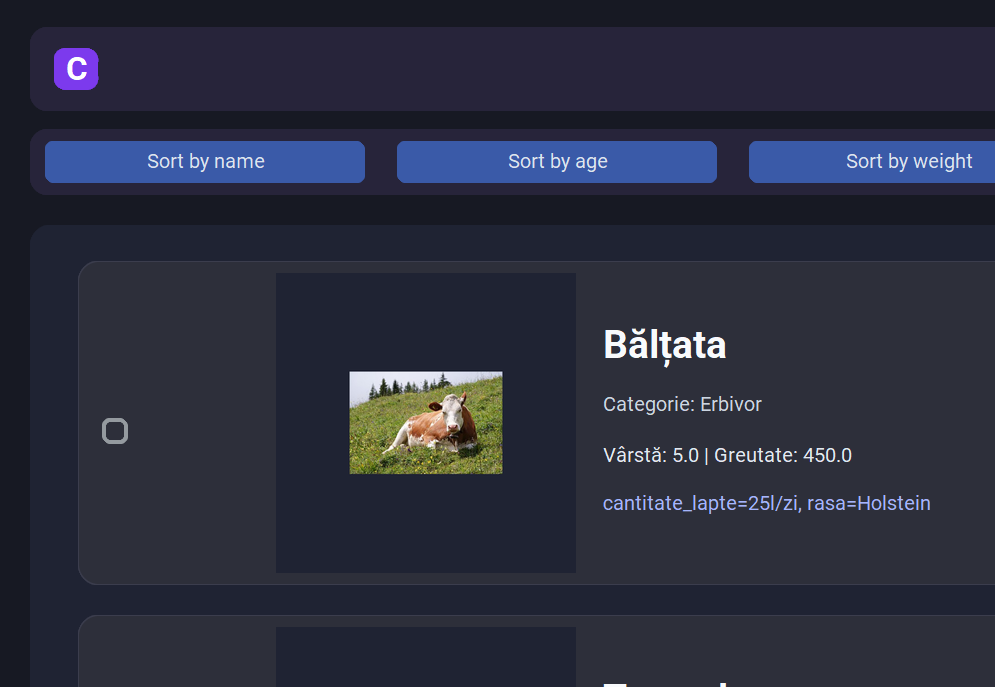 C
Sort by name
Sort by age
Sort by weight
Bălțata
Categorie: Erbivor
Vârstă: 5.0 | Greutate: 450.0
cantitate_lapte=25l/zi, rasa=Holstein